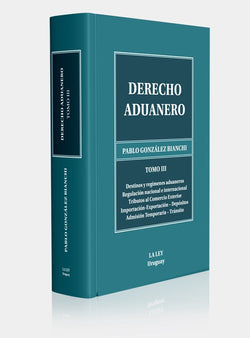 DERECHO
ADUANERO
PABLO GONZÁLEZ BIANCHI
TOMO III
Destinos y regímenes aduaneros
Regulación nacional e internacional
Tributos al Comercio Exterior
Importación-Exportación - Depósitos
Admisión Temporaria - Tránsito
LA LEY
Uruguay
DERECHO ADUANERO
TOMO III
PABLO GONZÁLEZ BIANCHI
LA LEY
Uruguay